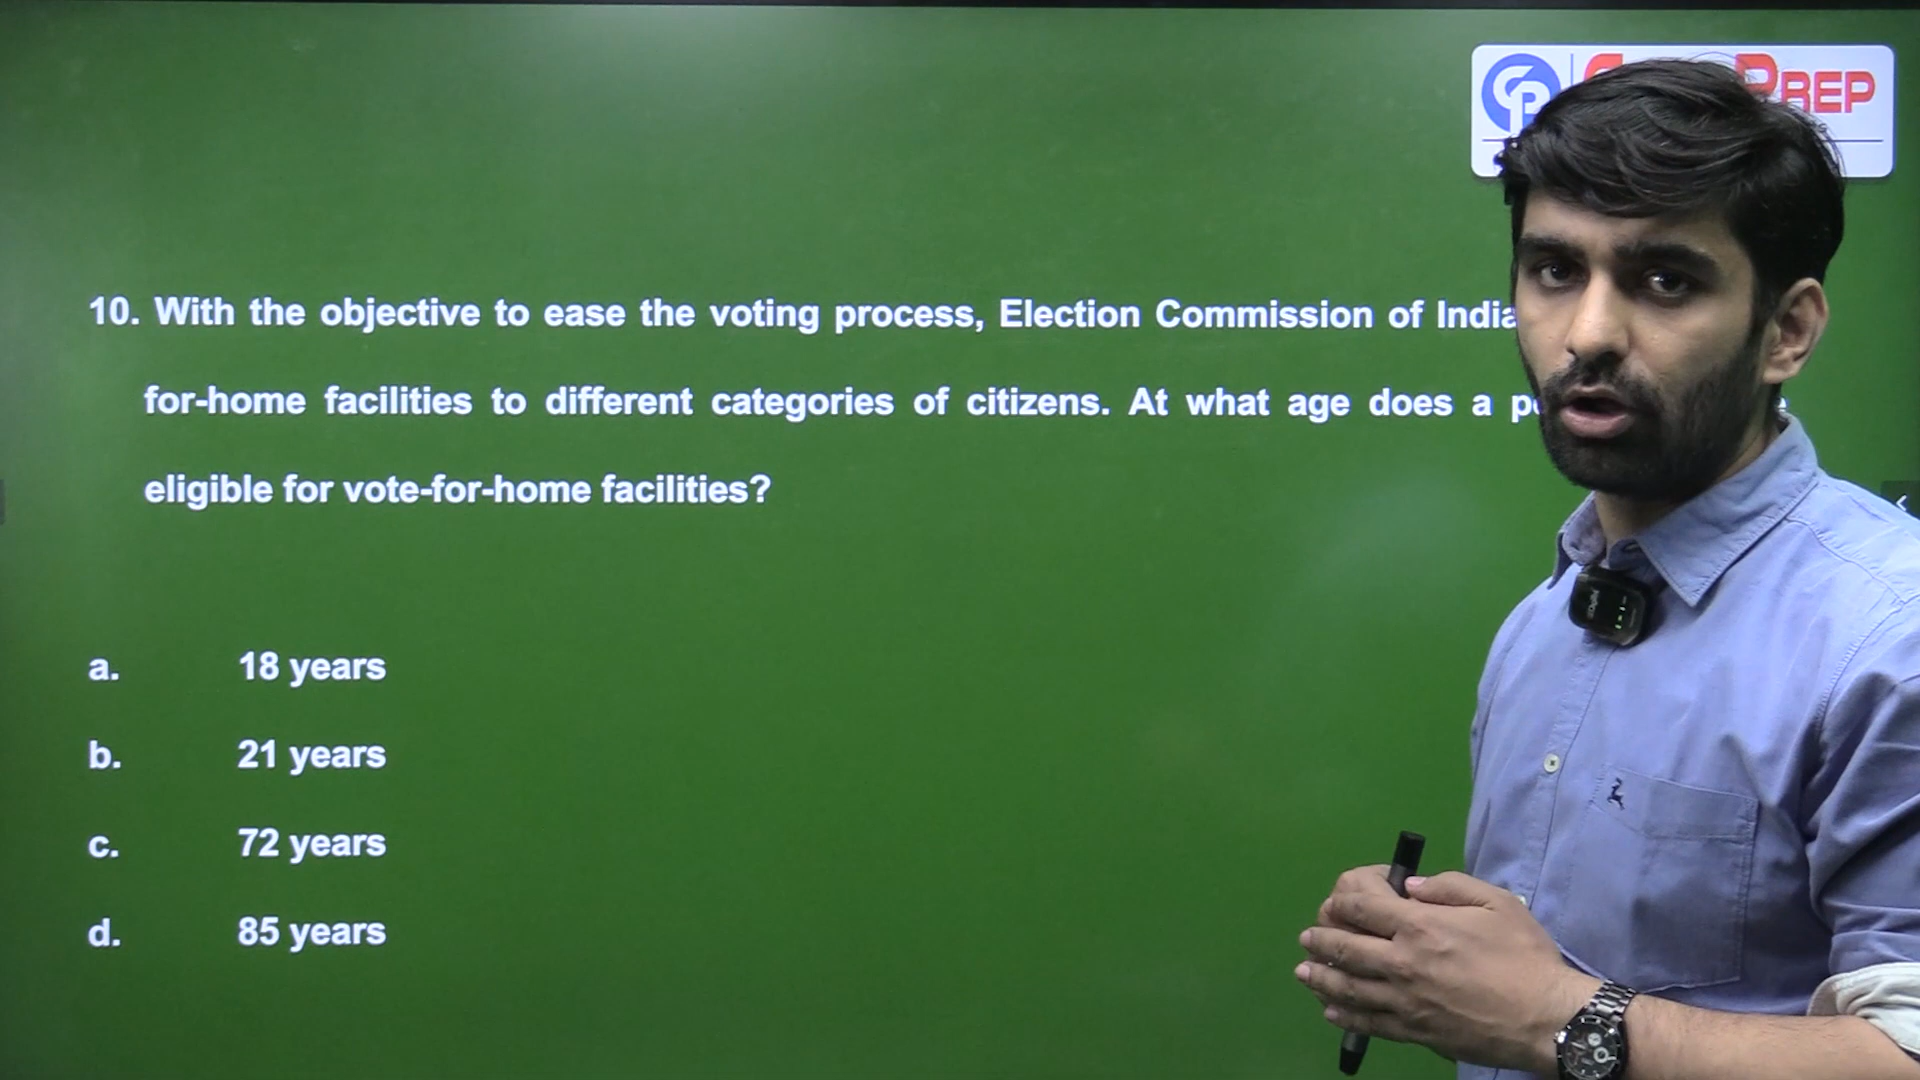 PREP
10. With the objective to ease the voting process, Election Commission of India
for-home facilities to different categories of citizens. At what age does a
eligible for vote-for-home facilities?
a. 18 years
b. 21 years
c. 72 years
d. 85 years